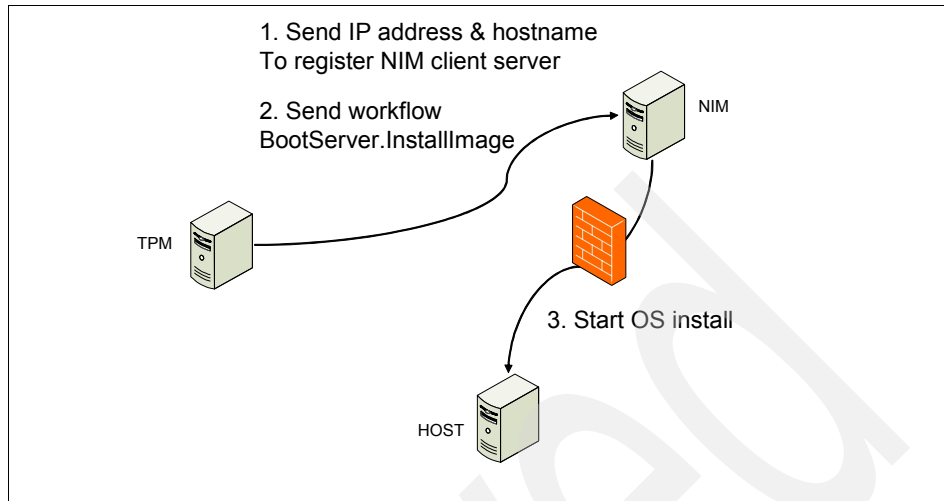 1. Send IP address & hostname
To register NIM client server
2. Send workflow
BootServer.InstallImage
NIM
TPM
3. Start OS install
HOST